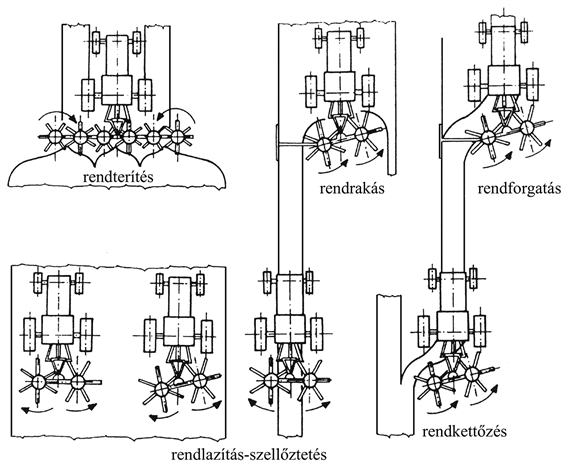 rendterítés
rendrakás
rendforgatás
rendkettőzés
rendlazítás-szellőztetés